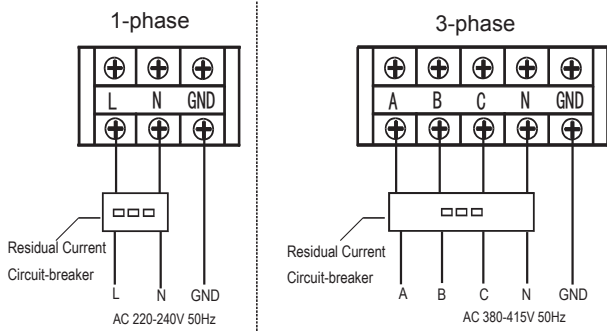 1-phase
L N GND
Residual Current
Circuit-breaker
L N GND
AC 220-240V 50Hz
3-phase
A B C N GND
Residual Current
Circuit-breaker
A B C N GND
AC 380-415V 50Hz